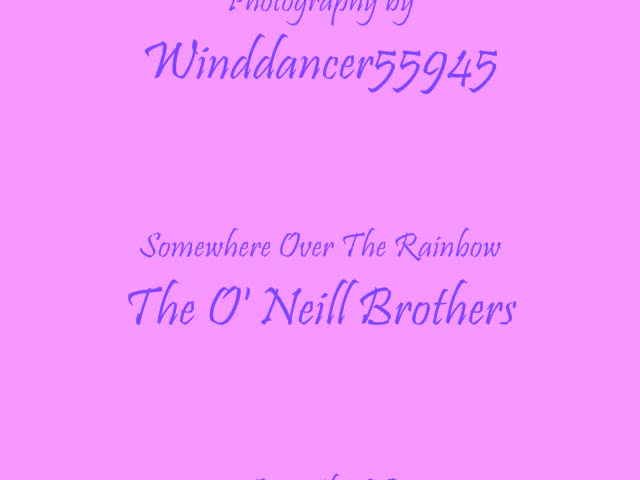 Photography by
Winddancer55945
Somewhere Over The Rainbow
The O' Neill Brothers